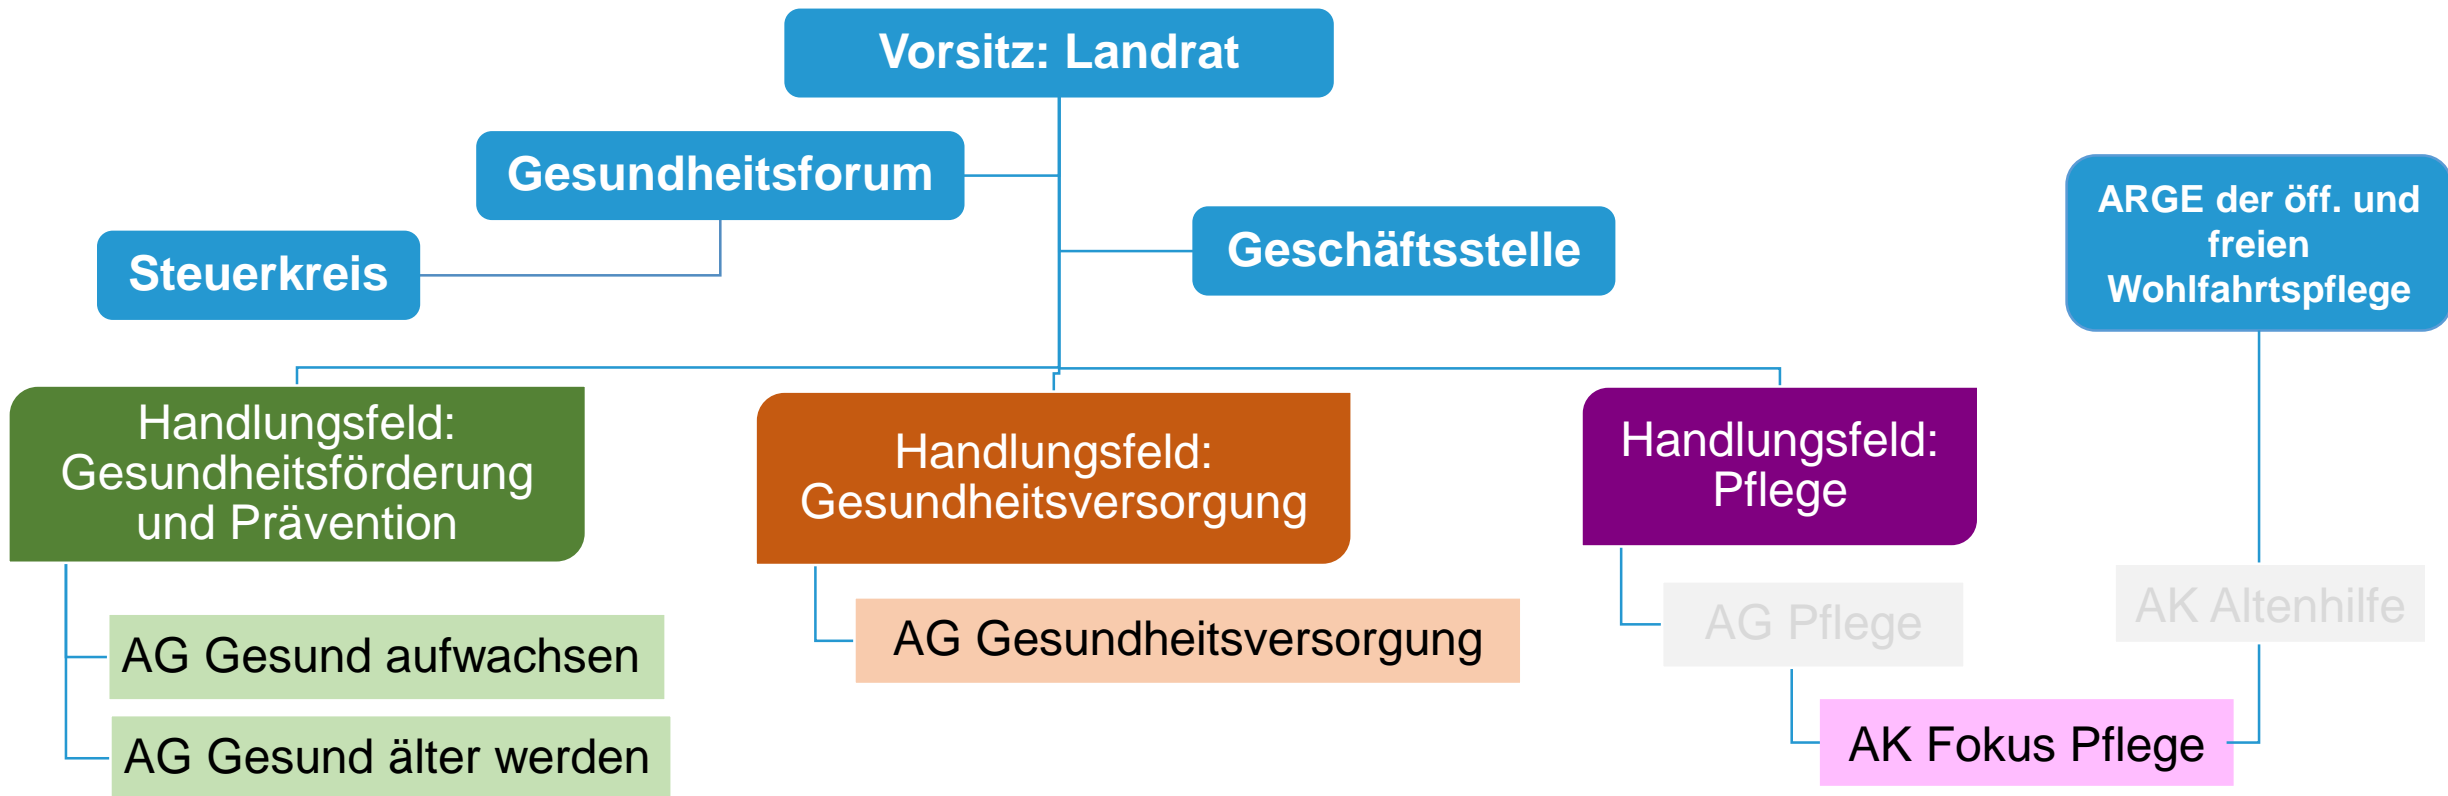 Vorsitz: Landrat
Gesundheitsforum
ARGE der öff. und
freien
Wohlfahrtspflege
Geschäftsstelle
Steuerkreis
Handlungsfeld:
Gesundheitsförderung
und Prävention
Handlungsfeld:
Gesundheitsversorgung
Handlungsfeld:
Pflege
AG Gesund aufwachsen
AG Gesund älter werden
AG Gesundheitsversorgung
AG Pflege
AK Altenhilfe
AK Fokus Pflege